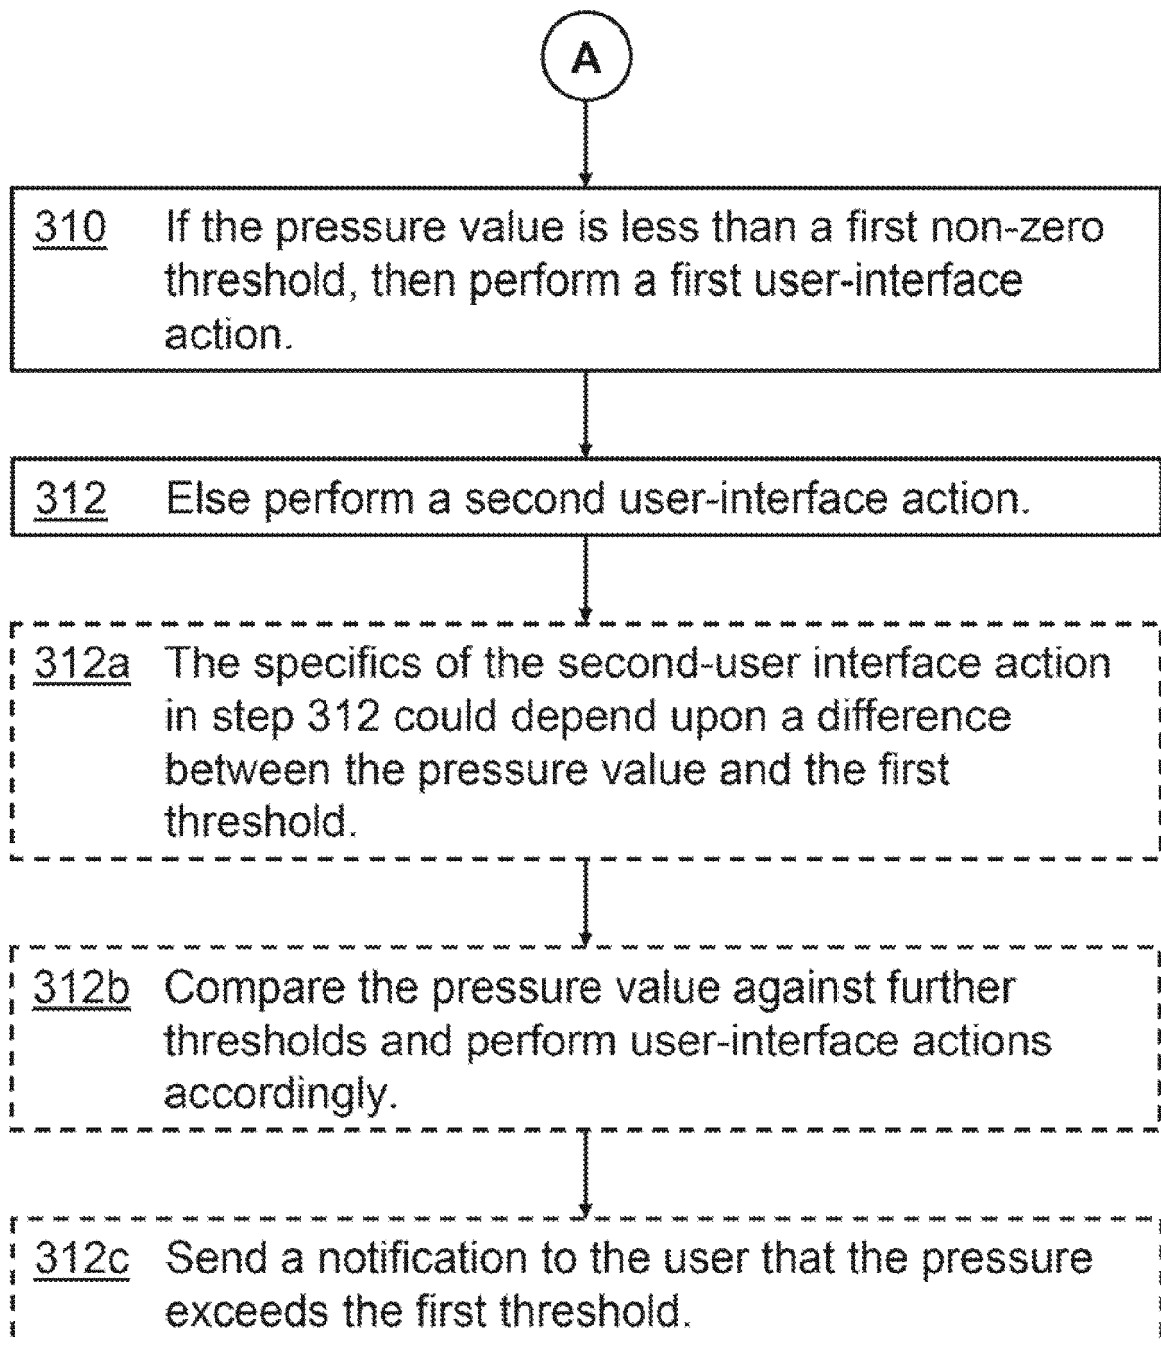 A
310 If the pressure value is less than a first non-zero
threshold, then perform a first user-interface
action.
312 Else perform a second user-interface action.
312a The specifics of the second-user interface action
in step 312 could depend upon a difference
between the pressure value and the first
threshold.
312b Compare the pressure value against further
thresholds and perform user-interface actions
accordingly.
312c Send a notification to the user that the pressure
exceeds the first threshold.